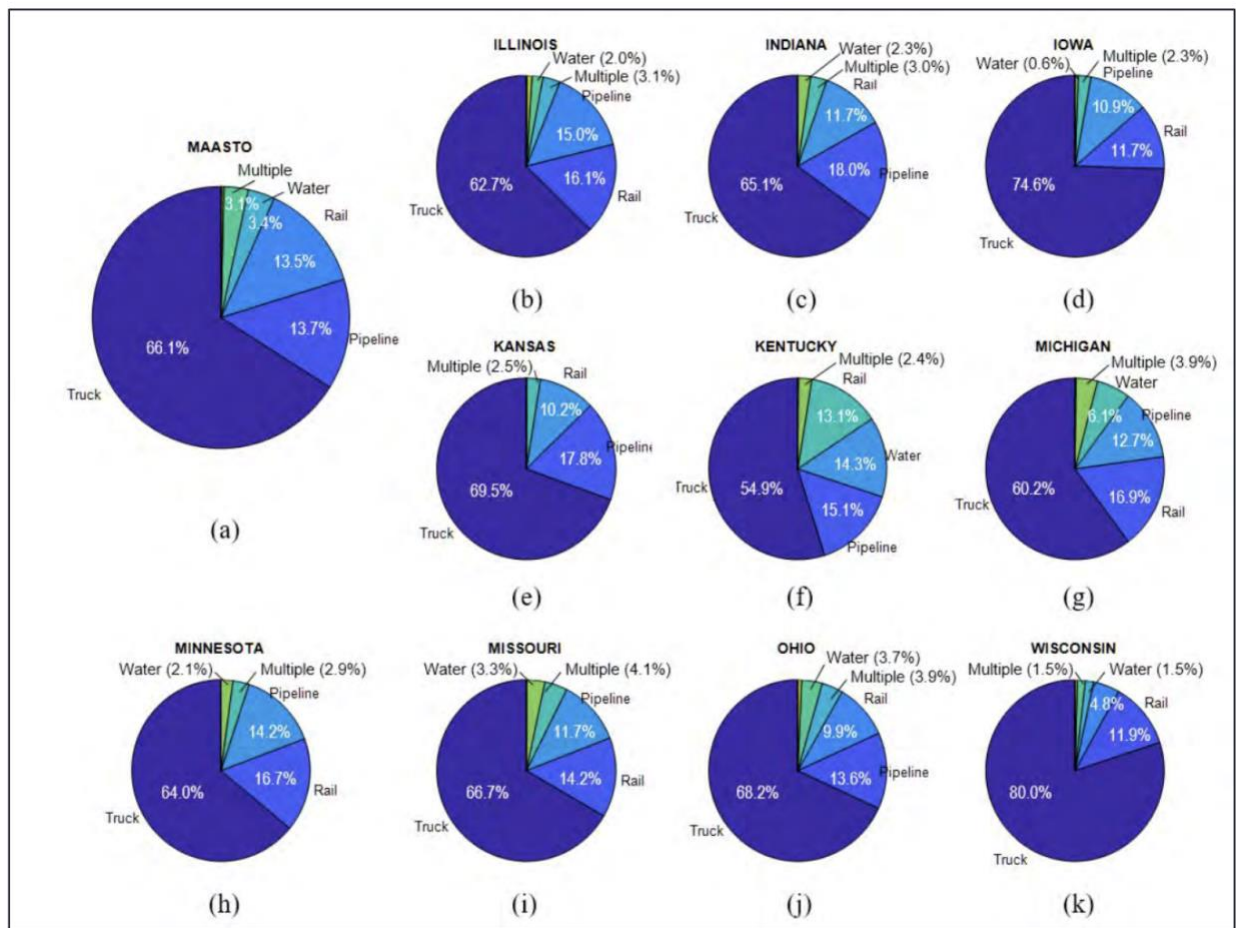 MAASTO
Multiple
3.1%
Water
3.4%
Rail
13.5%
13.7%
Pipeline
66.1%
Truck
(a)
ILLINOIS
Water (2.0%)
Multiple (3.1%)
Pipeline
15.0%
62.7%
16.1%
Rail
Truck
(b)
INDIANA
Water (2.3%)
Multiple (3.0%)
Rail
11.7%
65.1%
18.0%
Pipeline
Truck
(c)
IOWA
Water (0.6%)
Multiple (2.3%)
Pipeline
10.9%
Rail
11.7%
74.6%
Truck
(d)
KANSAS
Multiple (2.5%)
Rail
10.2%
Pipeline
17.8%
69.5%
Truck
(e)
KENTUCKY
Multiple (2.4%)
Rail
13.1%
14.3%
Water
Truck
54.9%
15.1%
Pipeline
(f)
MICHIGAN
Multiple (3.9%)
Water
6.1%
Pipeline
12.7%
60.2%
16.9%
Rail
Truck
(g)
MINNESOTA
Water (2.1%)
Multiple (2.9%)
Pipeline
14.2%
16.7%
64.0%
Rail
Truck
(h)
MISSOURI
Water (3.3%)
Multiple (4.1%)
Pipeline
11.7%
14.2%
Rail
66.7%
Truck
(i)
OHIO
Water (3.7%)
Multiple (3.9%)
Rail
9.9%
13.6%
Pipeline
68.2%
Truck
(j)
WISCONSIN
Multiple (1.5%)
Water (1.5%)
4.8%
Rail
11.9%
80.0%
Truck
(k)